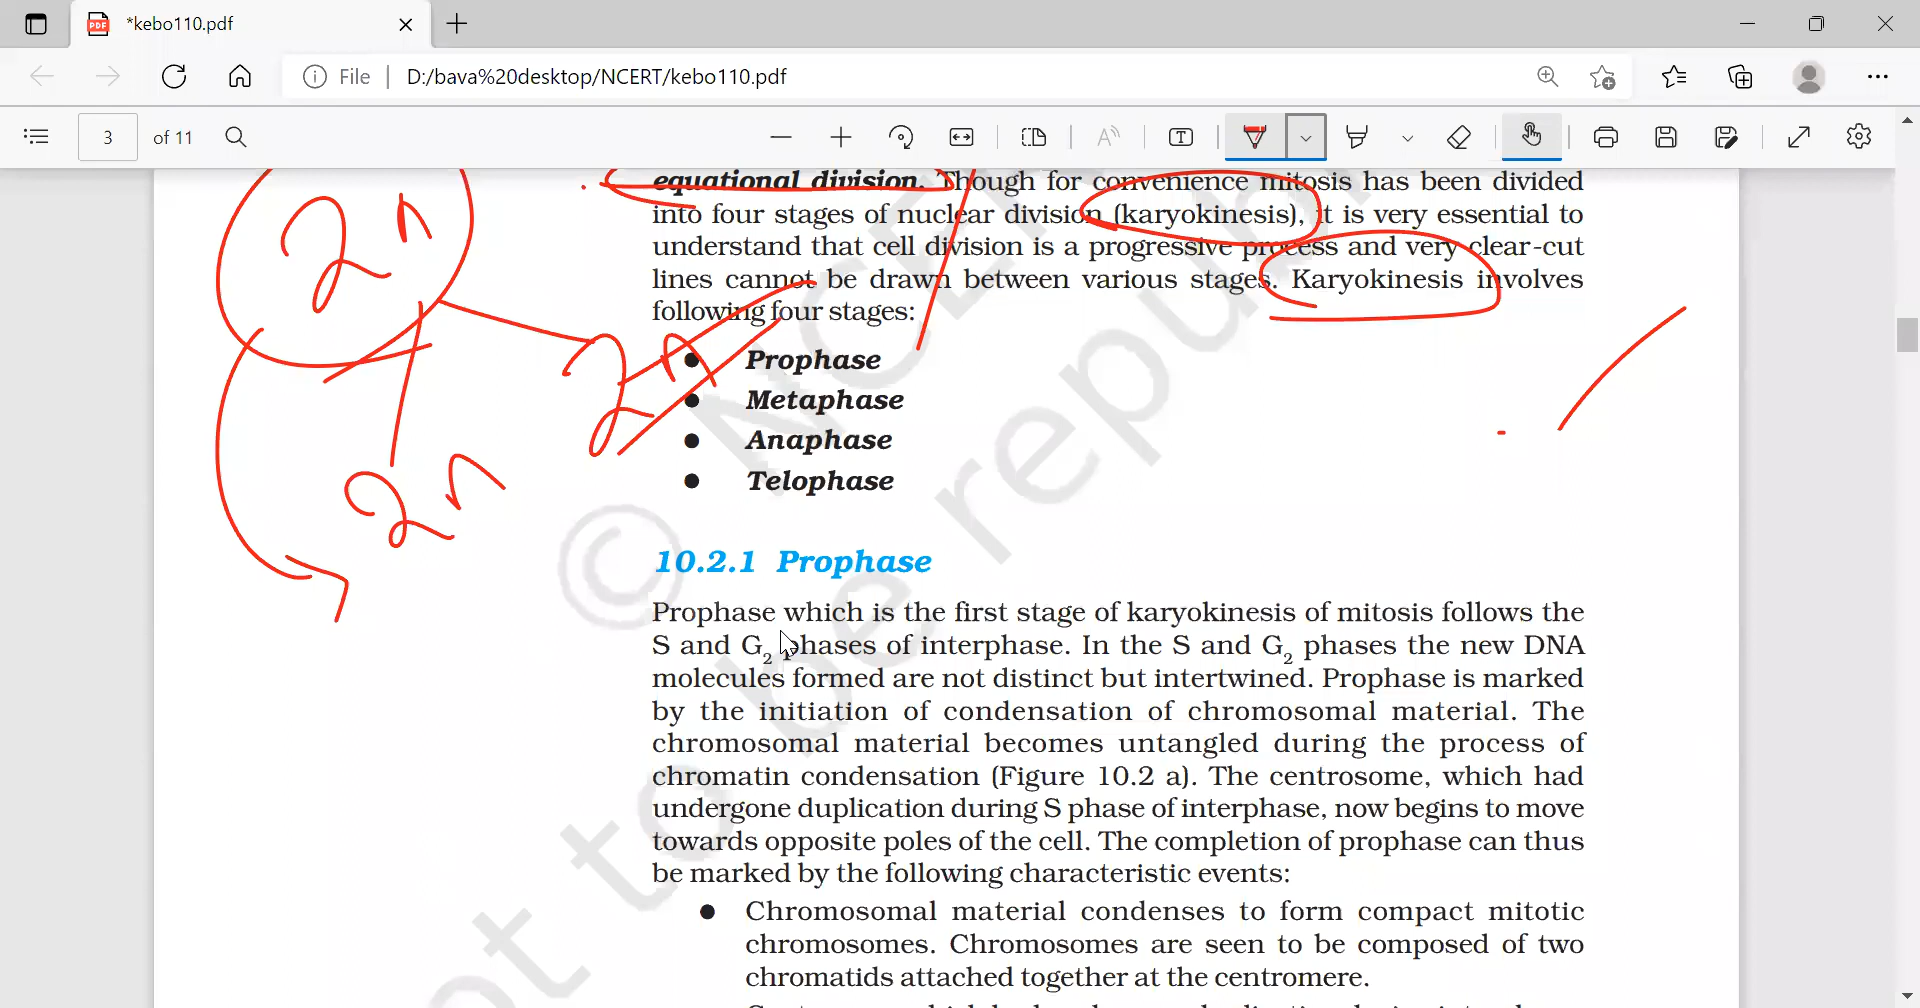 *kebo110.pdf
File D:/bava%20desktop/NCERT/kebo110.pdf
3 of 11
equational division. Though for convenience mitosis has been divided
into four stages of nuclear division (karyokinesis), it is very essential to
understand that cell division is a progressive process and very clear-cut
lines cannot be drawn between various stages. Karyokinesis involves
following four stages:
2n
2n
2n
● Prophase
● Metaphase
● Anaphase
● Telophase
10.2.1 Prophase
Prophase which is the first stage of karyokinesis of mitosis follows the
S and G2 phases of interphase. In the S and G2 phases the new DNA
molecules formed are not distinct but intertwined. Prophase is marked
by the initiation of condensation of chromosomal material. The
chromosomal material becomes untangled during the process of
chromatin condensation (Figure 10.2 a). The centrosome, which had
undergone duplication during S phase of interphase, now begins to move
towards opposite poles of the cell. The completion of prophase can thus
be marked by the following characteristic events:
● Chromosomal material condenses to form compact mitotic
chromosomes. Chromosomes are seen to be composed of two
chromatids attached together at the centromere.